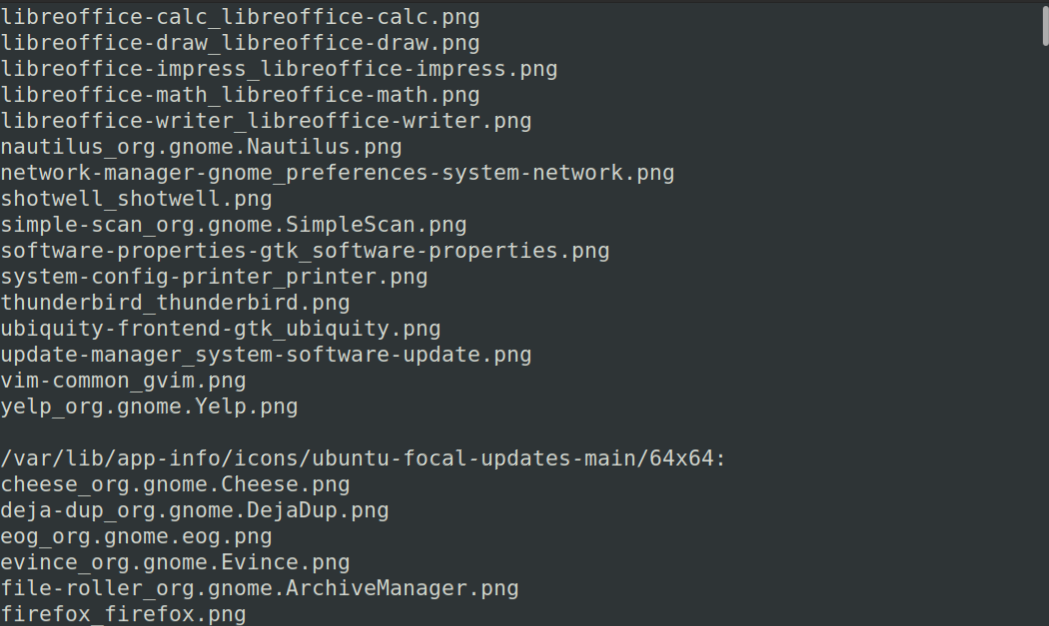 libreoffice-calc_libreoffice-calc.png
libreoffice-draw_libreoffice-draw.png
libreoffice-impress_libreoffice-impress.png
libreoffice-math_libreoffice-math.png
libreoffice-writer_libreoffice-writer.png
nautilus_org.gnome.Nautilus.png
network-manager-gnome_preferences-system-network.png
shotwell_shotwell.png
simple-scan_org.gnome.SimpleScan.png
software-properties-gtk_software-properties.png
system-config-printer_printer.png
thunderbird_thunderbird.png
ubiquity-frontend-gtk_ubiquity.png
update-manager_system-software-update.png
vim-common_gvim.png
yelp_org.gnome.Yelp.png

/var/lib/app-info/icons/ubuntu-focal-updates-main/64x64:
cheese_org.gnome.Cheese.png
deja-dup_org.gnome.DejaDup.png
eog_org.gnome.eog.png
evince_org.gnome.Evince.png
file-roller_org.gnome.ArchiveManager.png
firefox_firefox.png